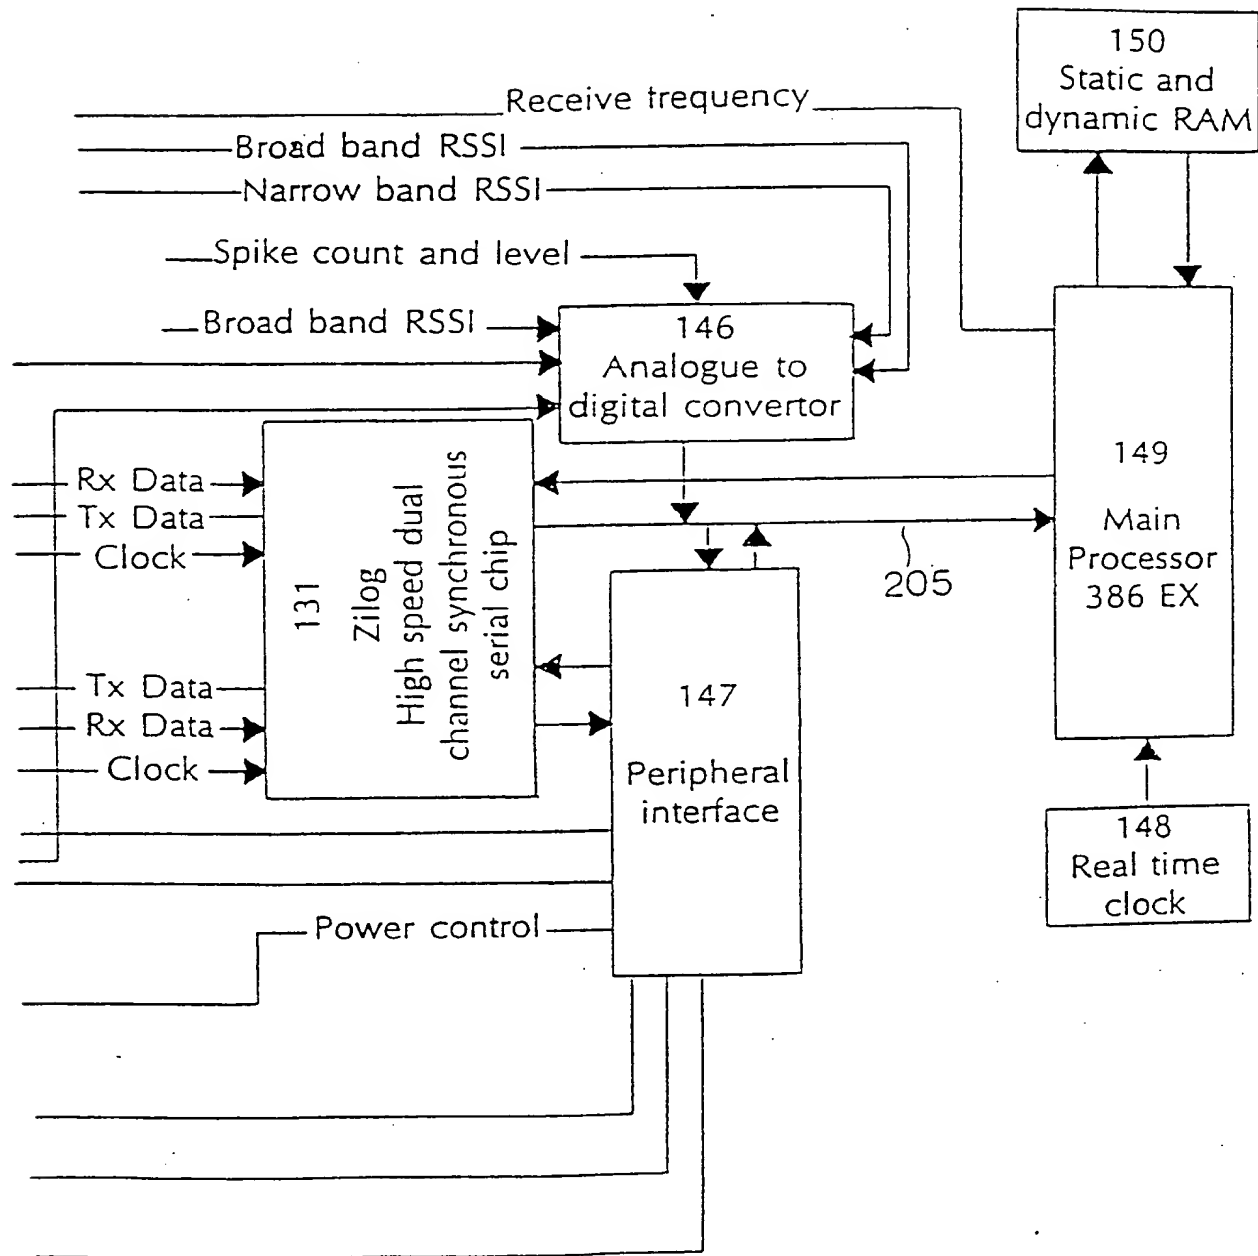 150
Static and
dynamic RAM
Receive trequency
Broad band RSSI
Narrow band RSSI
Spike count and level
Broad band RSSI
146
Analogue to
digital convertor
Rx Data
Tx Data
Clock
Tx Data
Rx Data
Clock
131
Zilog
High speed dual
channel synchronous
serial chip
149
Main
Processor
386 EX
205
147
Peripheral
interface
148
Real time
clock
Power control